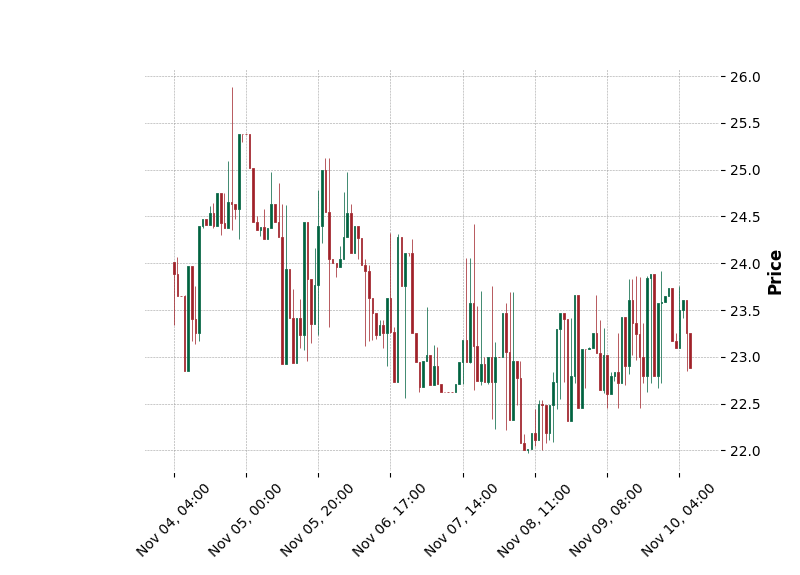 26.0
25.5
25.0
24.5
24.0
23.5
23.0
22.5
22.0
Price
Nov 04, 04:00
Nov 05, 00:00
Nov 05, 20:00
Nov 06, 17:00
Nov 07, 14:00
Nov 08, 11:00
Nov 09, 08:00
Nov 10, 04:00